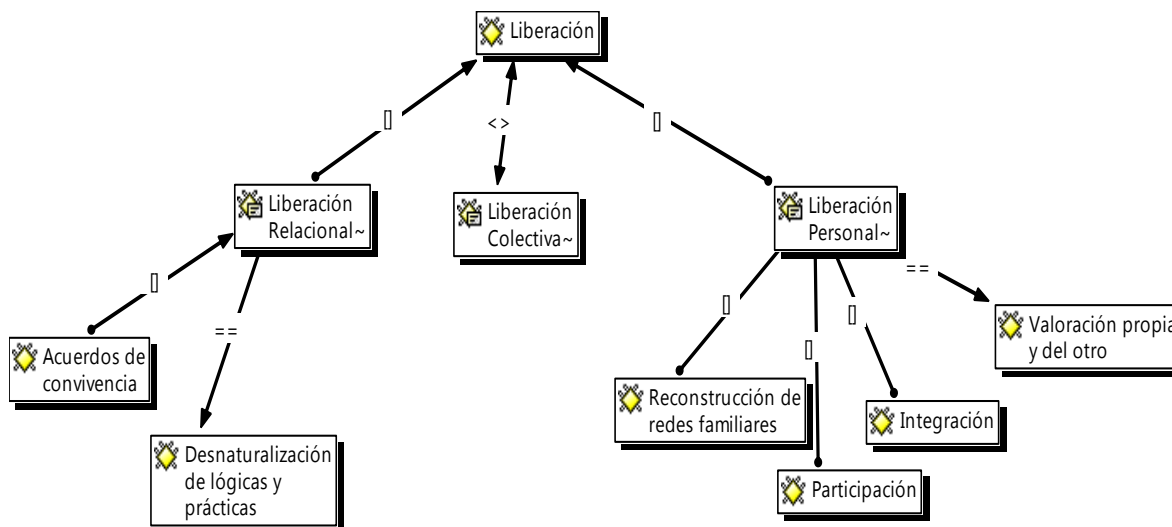 Liberación
[]
<>
[]
Liberación
Relacional~
Liberación
Colectiva~
Liberación
Personal~
[]
==
[]
[]
[]
==
Acuerdos de
convivencia
Desnaturalización
de lógicas y
prácticas
Reconstrucción de
redes familiares
Participación
Integración
Valoración propia
y del otro